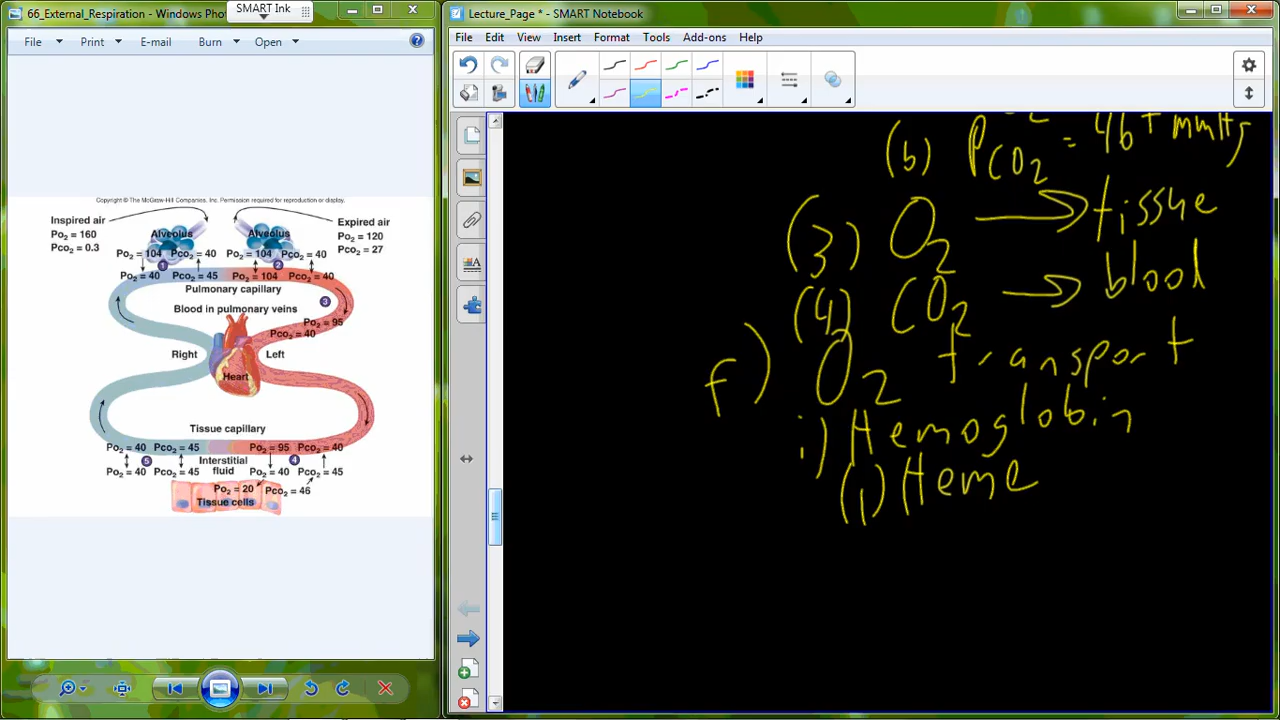 66_External_Respiration - Windows Pho
SMART Ink
File Print E-mail Burn Open
Copyright © The McGraw-Hill Companies, Inc. Permission required for reproduction or display.
Inspired air
Po₂ = 160
Pco₂ = 0.3
Expired air
Po₂ = 120
Pco₂ = 27
Alveolus Alveolus
Po₂ = 104 Pco₂ = 40 Po₂ = 104 Pco₂ = 40
1 2
Po₂ = 40 Pco₂ = 45 Po₂ = 104 Pco₂ = 40
Pulmonary capillary
3
Blood in pulmonary veins
Po₂ = 95
Pco₂ = 40
Right Left
Heart
Tissue capillary
Po₂ = 40 Pco₂ = 45 Po₂ = 95 Pco₂ = 40
5 Interstitial 4
fluid
Po₂ = 40 Pco₂ = 45 Po₂ = 40 Pco₂ = 45
Po₂ = 20 Pco₂ = 46
Tissue cells
Lecture_Page * - SMART Notebook
File Edit View Insert Format Tools Add-ons Help
(b) PCO₂ = 46+ mmHg
(3) O₂ → tissue
(4) CO₂ → blood
f) O₂ transport
i) Hemoglobin
(1) Heme